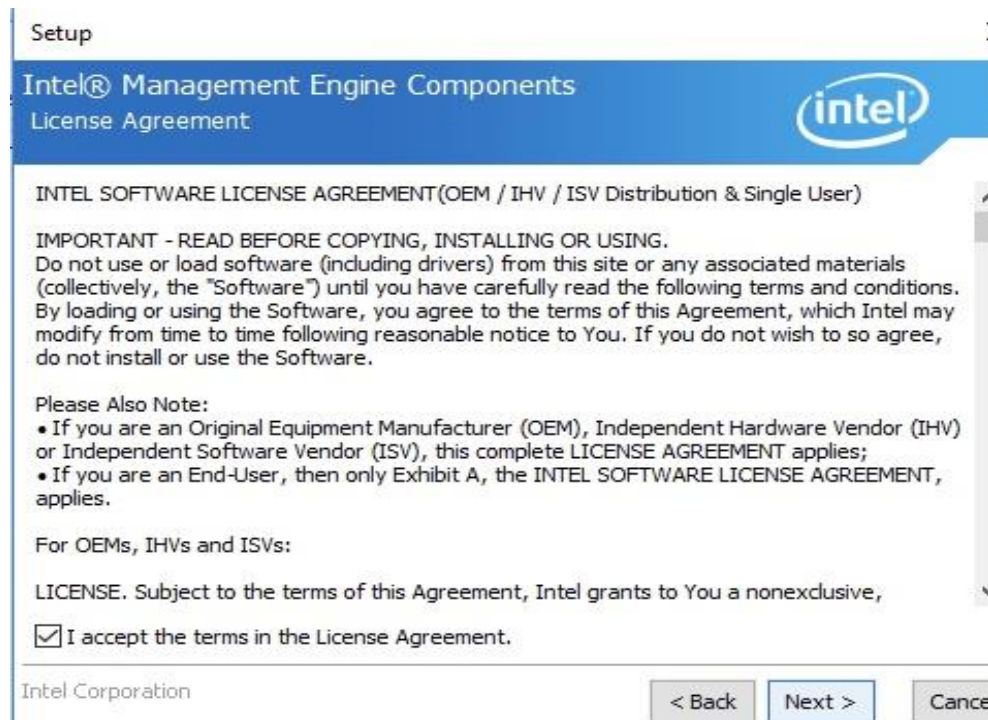 Setup
Intel® Management Engine Components
License Agreement
intel
INTEL SOFTWARE LICENSE AGREEMENT(OEM / IHV / ISV Distribution & Single User)
IMPORTANT - READ BEFORE COPYING, INSTALLING OR USING.
Do not use or load software (including drivers) from this site or any associated materials
(collectively, the "Software") until you have carefully read the following terms and conditions.
By loading or using the Software, you agree to the terms of this Agreement, which Intel may
modify from time to time following reasonable notice to You. If you do not wish to so agree,
do not install or use the Software.
Please Also Note:
• If you are an Original Equipment Manufacturer (OEM), Independent Hardware Vendor (IHV)
or Independent Software Vendor (ISV), this complete LICENSE AGREEMENT applies;
• If you are an End-User, then only Exhibit A, the INTEL SOFTWARE LICENSE AGREEMENT,
applies.
For OEMs, IHVs and ISVs:
LICENSE. Subject to the terms of this Agreement, Intel grants to You a nonexclusive,
I accept the terms in the License Agreement.
Intel Corporation
< Back
Next >
Cance